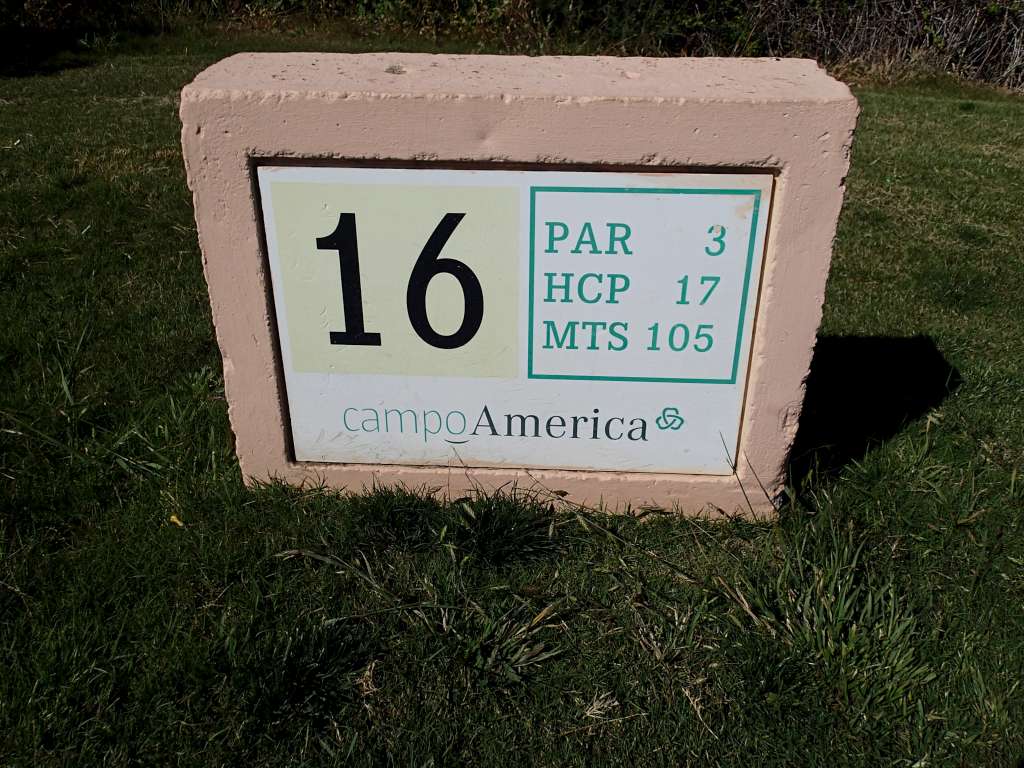 16
PAR 3
HCP 17
MTS 105
campoAmerica